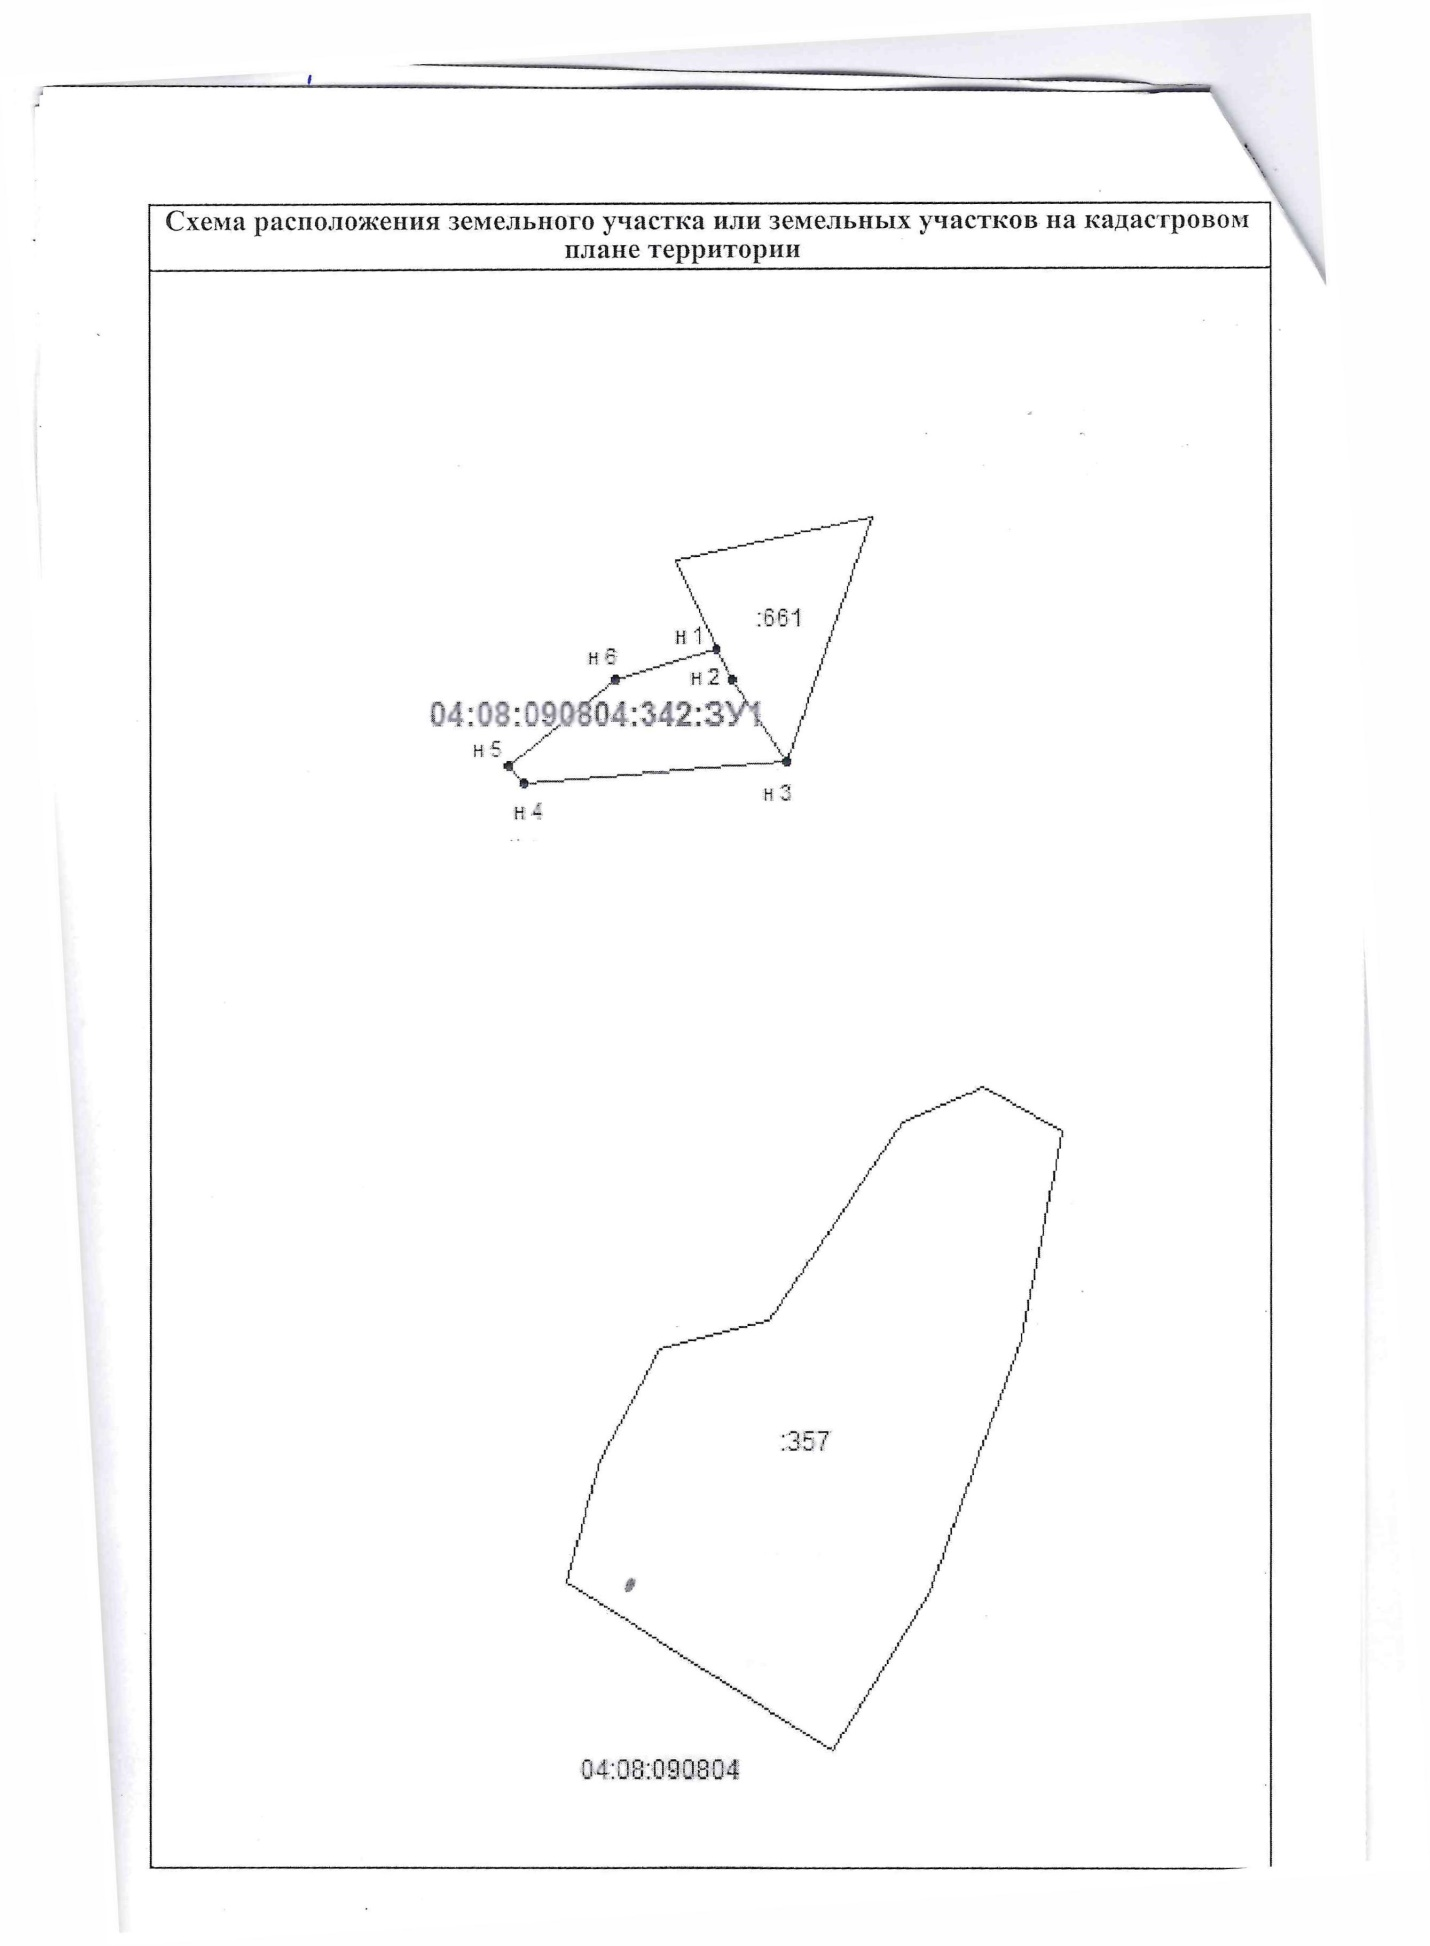 Схема расположения земельного участка или земельных участков на кадастровом
плане территории
:661
н 1
н 6
н 2
04:08:090804:342:ЗУ1
н 5
н 3
н 4
:357
04:08:090804